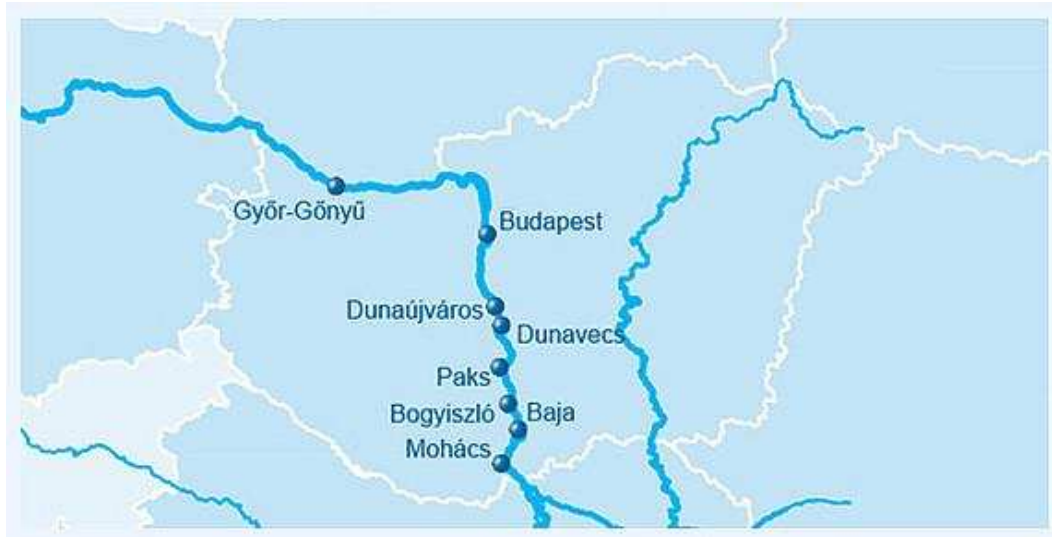 Győr-Gőnyű
Budapest
Dunaújváros
Dunavecs
Paks
Bogyiszló
Baja
Mohács